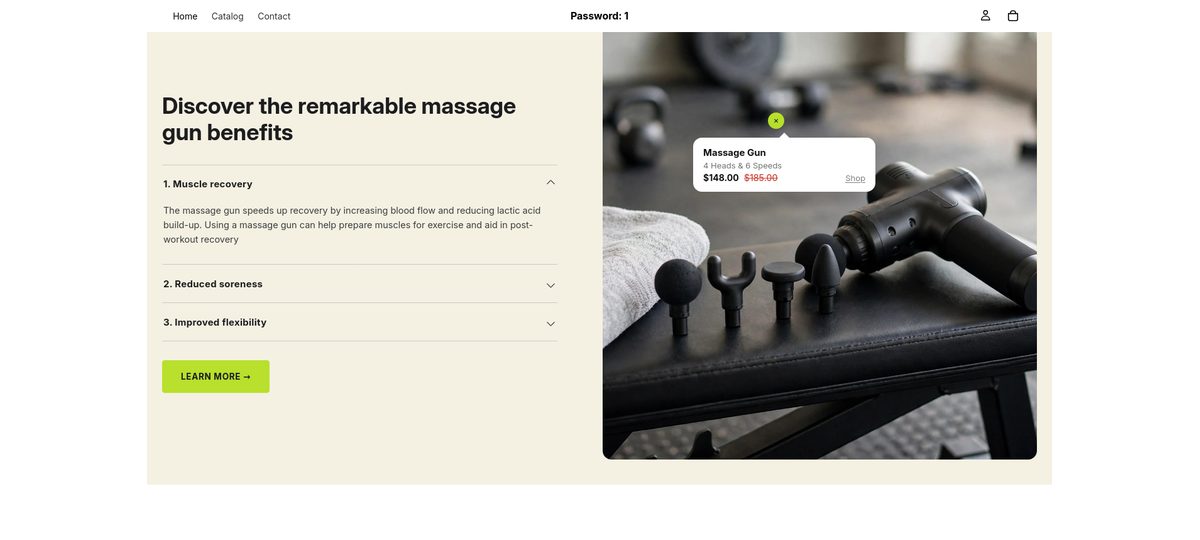 Home Catalog Contact Password: 1
Discover the remarkable massage
gun benefits
1. Muscle recovery
The massage gun speeds up recovery by increasing blood flow and reducing lactic acid
build-up. Using a massage gun can help prepare muscles for exercise and aid in post-
workout recovery
2. Reduced soreness
3. Improved flexibility
LEARN MORE →
Massage Gun
4 Heads & 6 Speeds
$148.00 $185.00 Shop